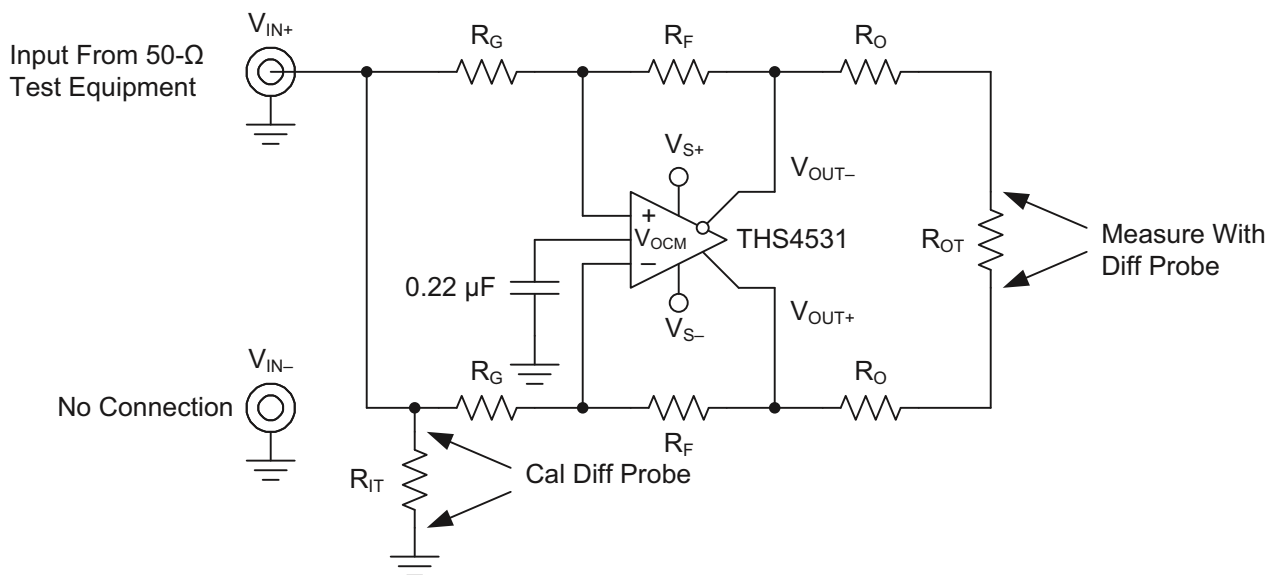 V_IN+
Input From 50-Ω
Test Equipment
R_G
R_F
R_O
V_S+
V_OUT–
+
V_OCM
–
THS4531
R_OT
Measure With
Diff Probe
0.22 µF
V_S–
V_OUT+
V_IN–
No Connection
R_G
R_F
R_O
R_IT
Cal Diff Probe